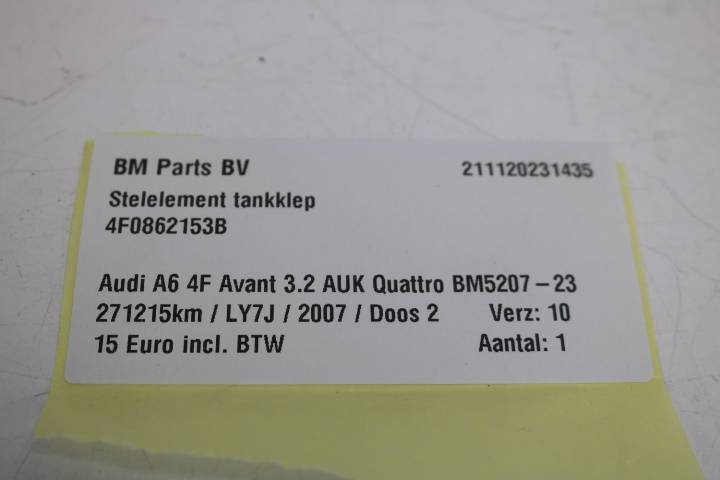 BM Parts BV 211120231435
Stelelement tankklep
4F0862153B
Audi A6 4F Avant 3.2 AUK Quattro BM5207-23
271215km / LY7J / 2007 / Doos 2 Verz: 10
15 Euro incl. BTW Aantal: 1